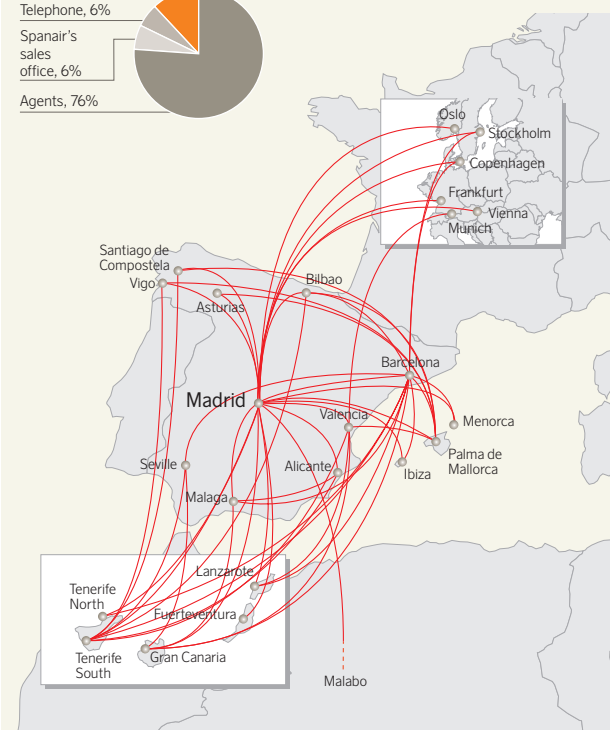 Telephone, 6%
Spanair's
sales
office, 6%
Agents, 76%
Oslo
Stockholm
Copenhagen
Frankfurt
Vienna
Munich
Santiago de
Compostela
Vigo
Asturias
Bilbao
Barcelona
Madrid
Valencia
Menorca
Palma de
Mallorca
Seville
Alicante
Ibiza
Malaga
Lanzarote
Tenerife
North
Fuerteventura
Tenerife
South
Gran Canaria
Malabo